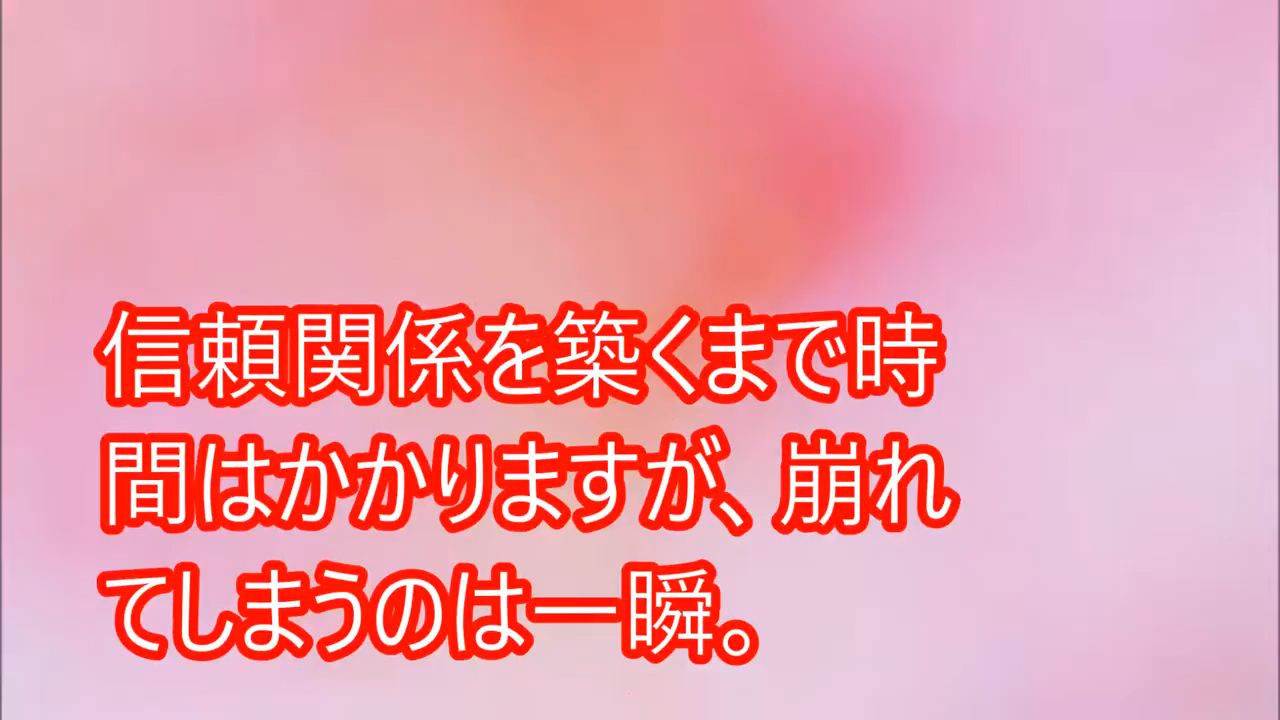 信頼関係を築くまで時
間はかかりますが、崩れ
てしまうのは一瞬。